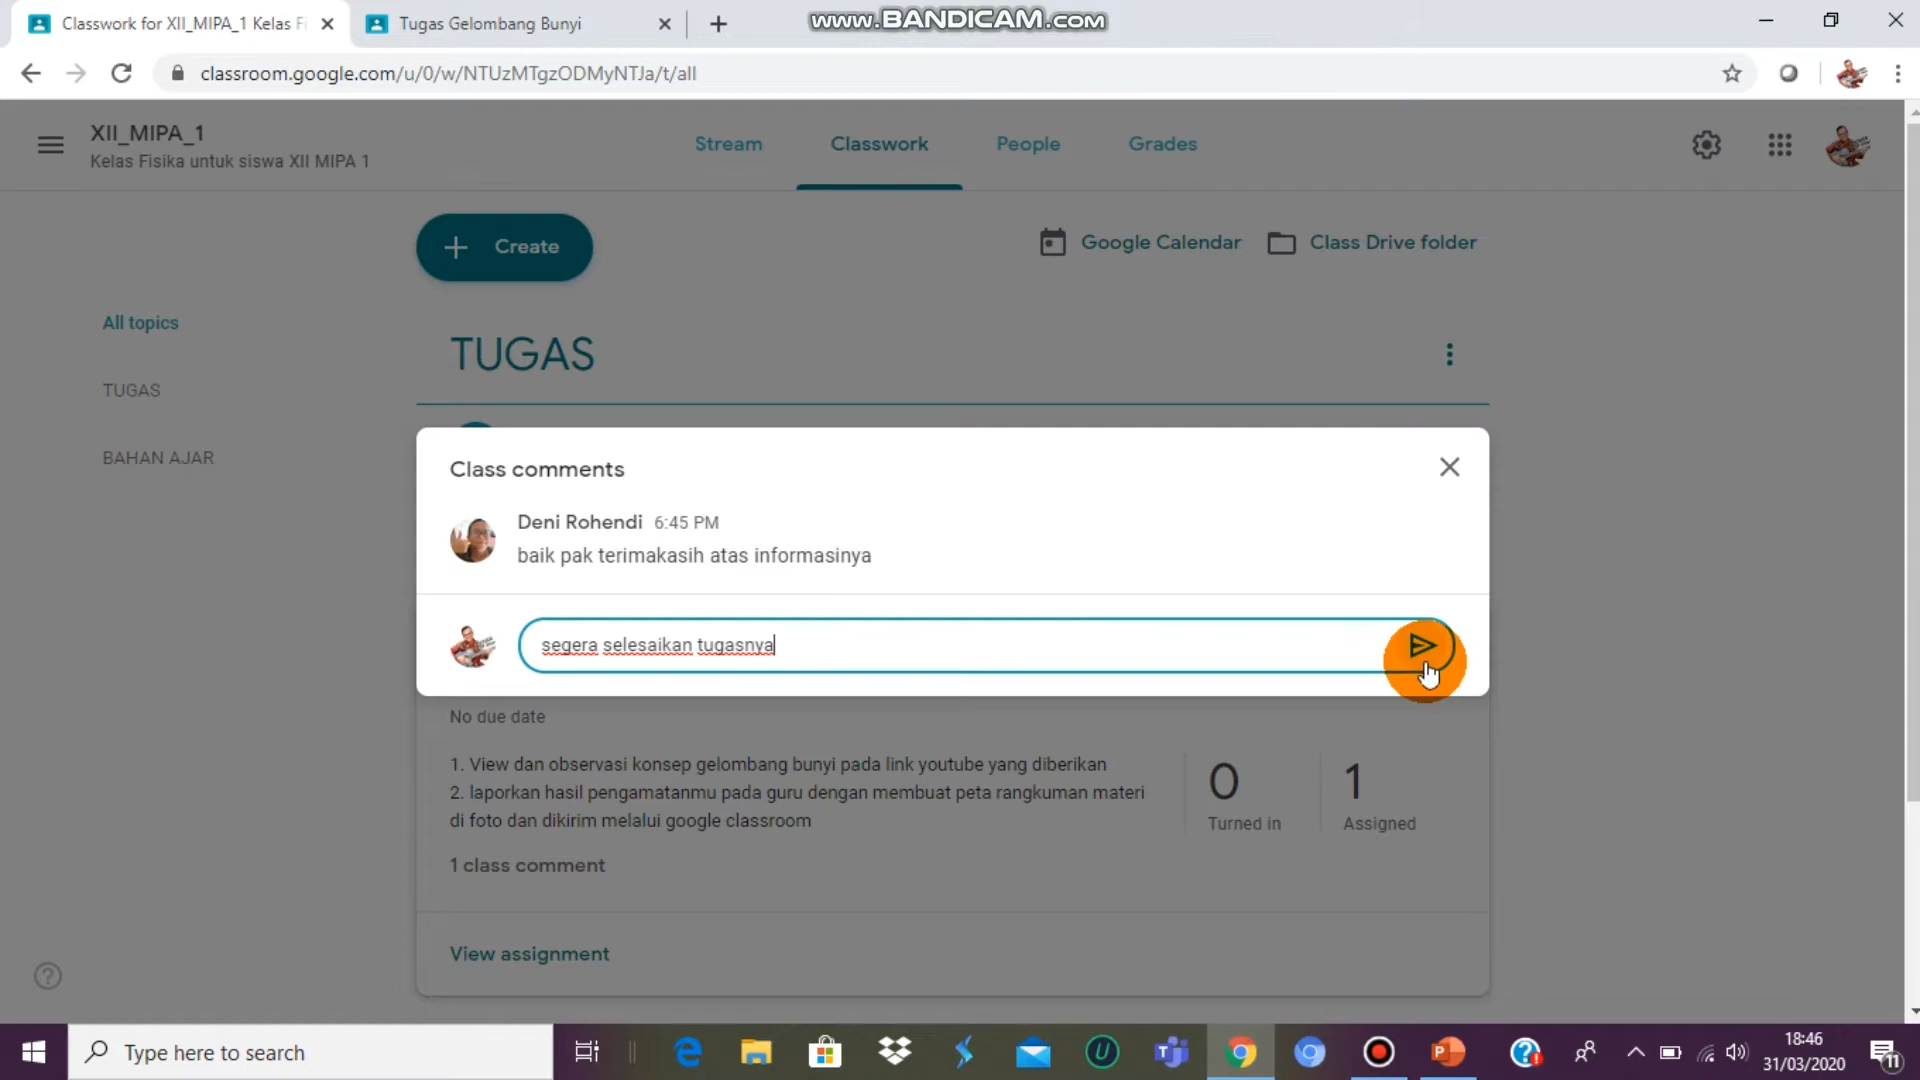 Classwork for XII_MIPA_1 Kelas Fi
Tugas Gelombang Bunyi
www.BANDICAM.com
classroom.google.com/u/0/w/NTUzMTgzODMyNTJa/t/all
XII_MIPA_1
Kelas Fisika untuk siswa XII MIPA 1
Stream
Classwork
People
Grades
Create
Google Calendar
Class Drive folder
All topics
TUGAS
BAHAN AJAR
TUGAS
Class comments
Deni Rohendi 6:45 PM
baik pak terimakasih atas informasinya
segera selesaikan tugasnya
No due date
1. View dan observasi konsep gelombang bunyi pada link youtube yang diberikan
2. laporkan hasil pengamatanmu pada guru dengan membuat peta rangkuman materi
di foto dan dikirim melalui google classroom
0
Turned in
1
Assigned
1 class comment
View assignment
Type here to search
18:46
31/03/2020
11